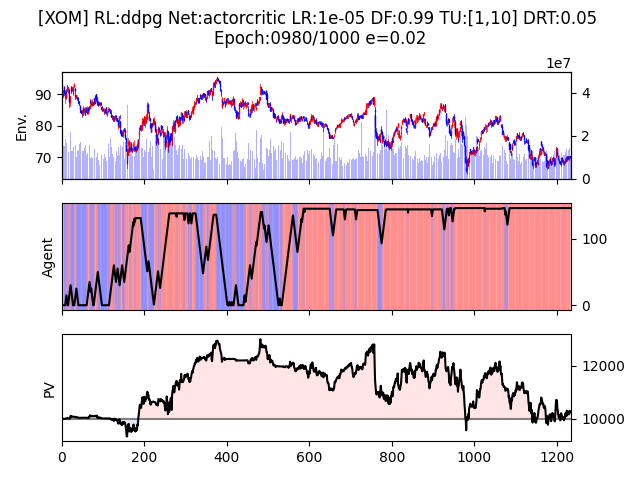 [XOM] RL:ddpg Net:actorcritic LR:1e-05 DF:0.99 TU:[1,10] DRT:0.05
Epoch:0980/1000 e=0.02
1e7
Env.
90
80
70
4
2
0
Agent
100
0
PV
12000
10000
0 200 400 600 800 1000 1200